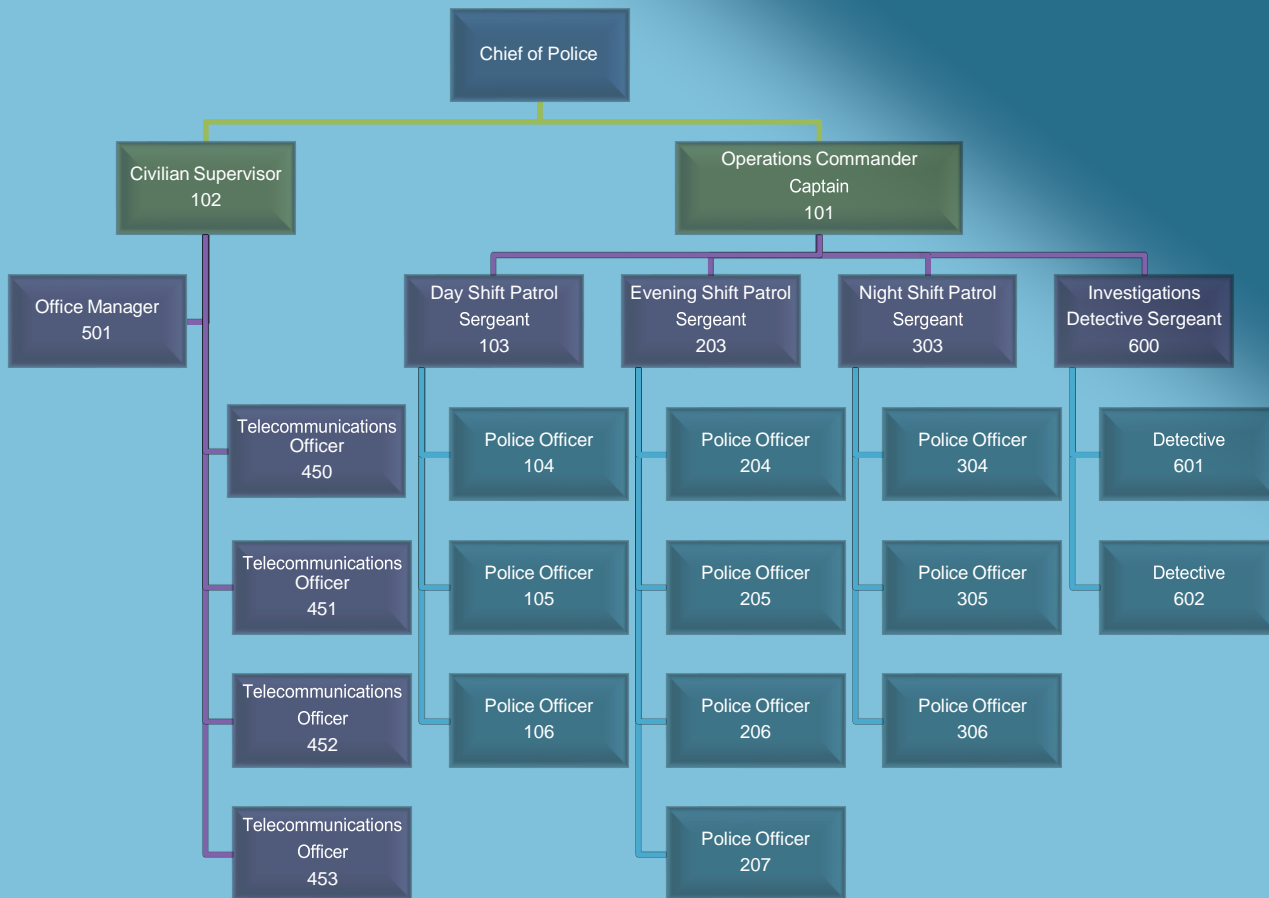 Chief of Police
Civilian Supervisor
102
Operations Commander
Captain
101
Office Manager
501
Day Shift Patrol
Sergeant
103
Evening Shift Patrol
Sergeant
203
Night Shift Patrol
Sergeant
303
Investigations
Detective Sergeant
600
Telecommunications
Officer
450
Police Officer
104
Police Officer
204
Police Officer
304
Detective
601
Telecommunications
Officer
451
Police Officer
105
Police Officer
205
Police Officer
305
Detective
602
Telecommunications
Officer
452
Police Officer
106
Police Officer
206
Police Officer
306
Telecommunications
Officer
453
Police Officer
207